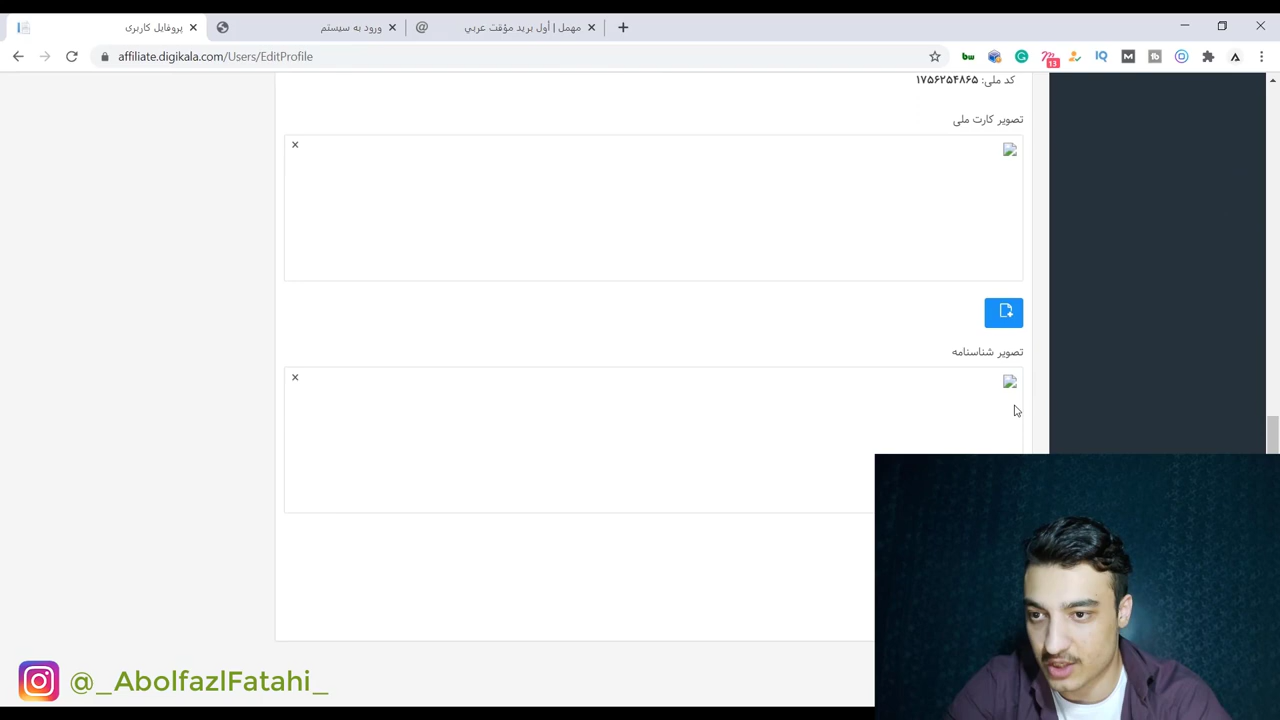 پروفایل کاربری
ورود به سیستم
مهمل | أول بريد مؤقت عربي
affiliate.digikala.com/Users/EditProfile
13
کد ملی: ۱۷۵۶۲۵۴۸۶۵
تصویر کارت ملی
تصویر شناسنامه
@_AbolfazlFatahi_